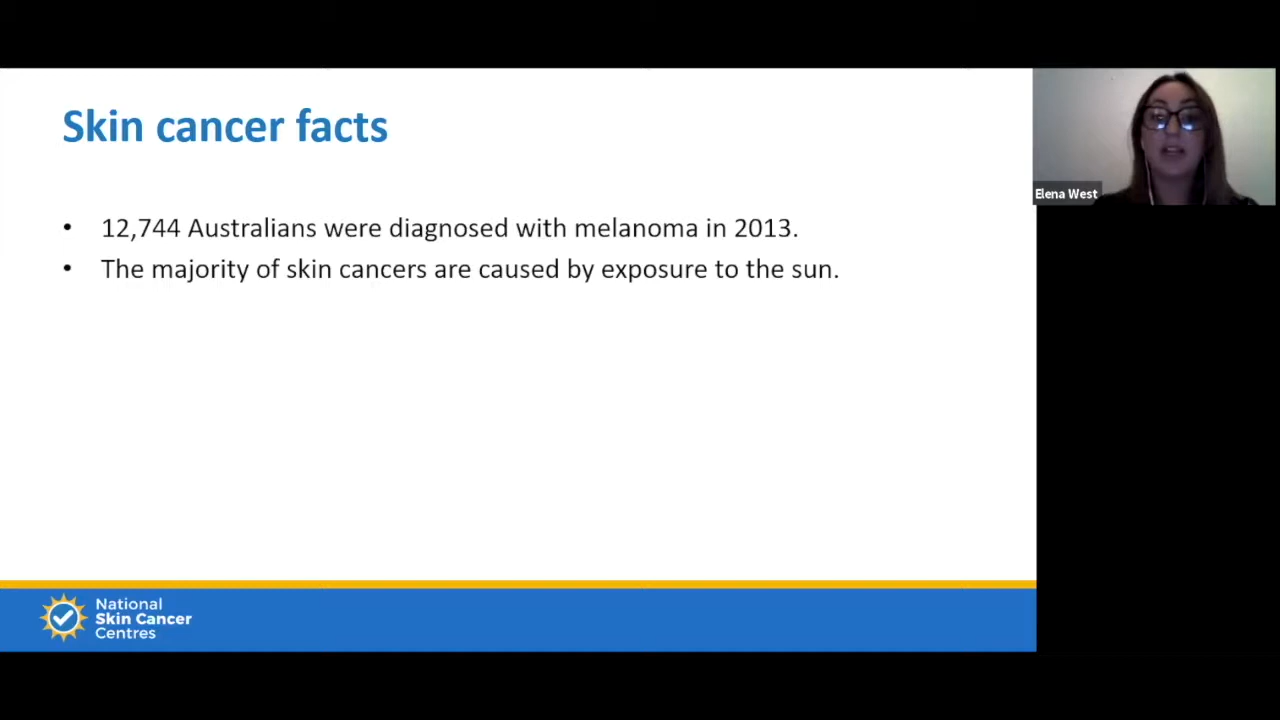 Skin cancer facts
• 12,744 Australians were diagnosed with melanoma in 2013.
• The majority of skin cancers are caused by exposure to the sun.
Elena West
National
Skin Cancer
Centres